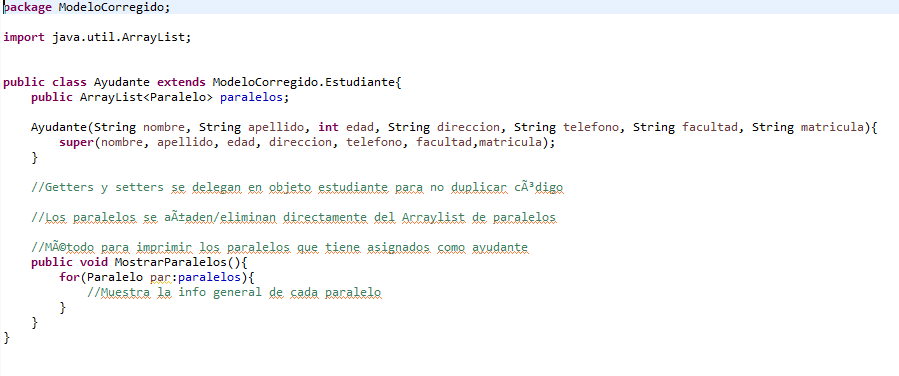 package ModeloCorregido;
import java.util.ArrayList;
public class Ayudante extends ModeloCorregido.Estudiante{
public ArrayList<Paralelo> paralelos;
Ayudante(String nombre, String apellido, int edad, String direccion, String telefono, String facultad, String matricula){
super(nombre, apellido, edad, direccion, telefono, facultad,matricula);
}
//Getters y setters se delegan en objeto estudiante para no duplicar cÃ³digo
//Los paralelos se aÃ±aden/eliminan directamente del Arraylist de paralelos
//MÃ©todo para imprimir los paralelos que tiene asignados como ayudante
public void MostrarParalelos(){
for(Paralelo par:paralelos){
//Muestra la info general de cada paralelo
}
}
}